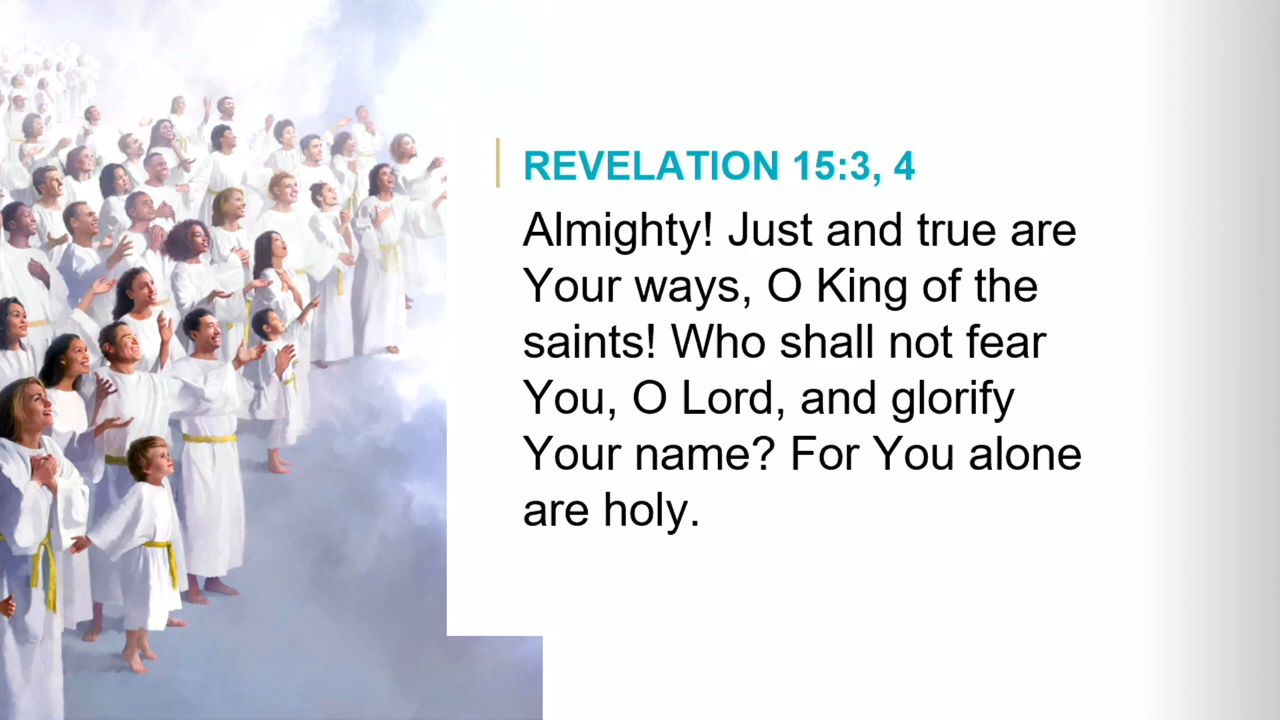 REVELATION 15:3, 4
Almighty! Just and true are
Your ways, O King of the
saints! Who shall not fear
You, O Lord, and glorify
Your name? For You alone
are holy.